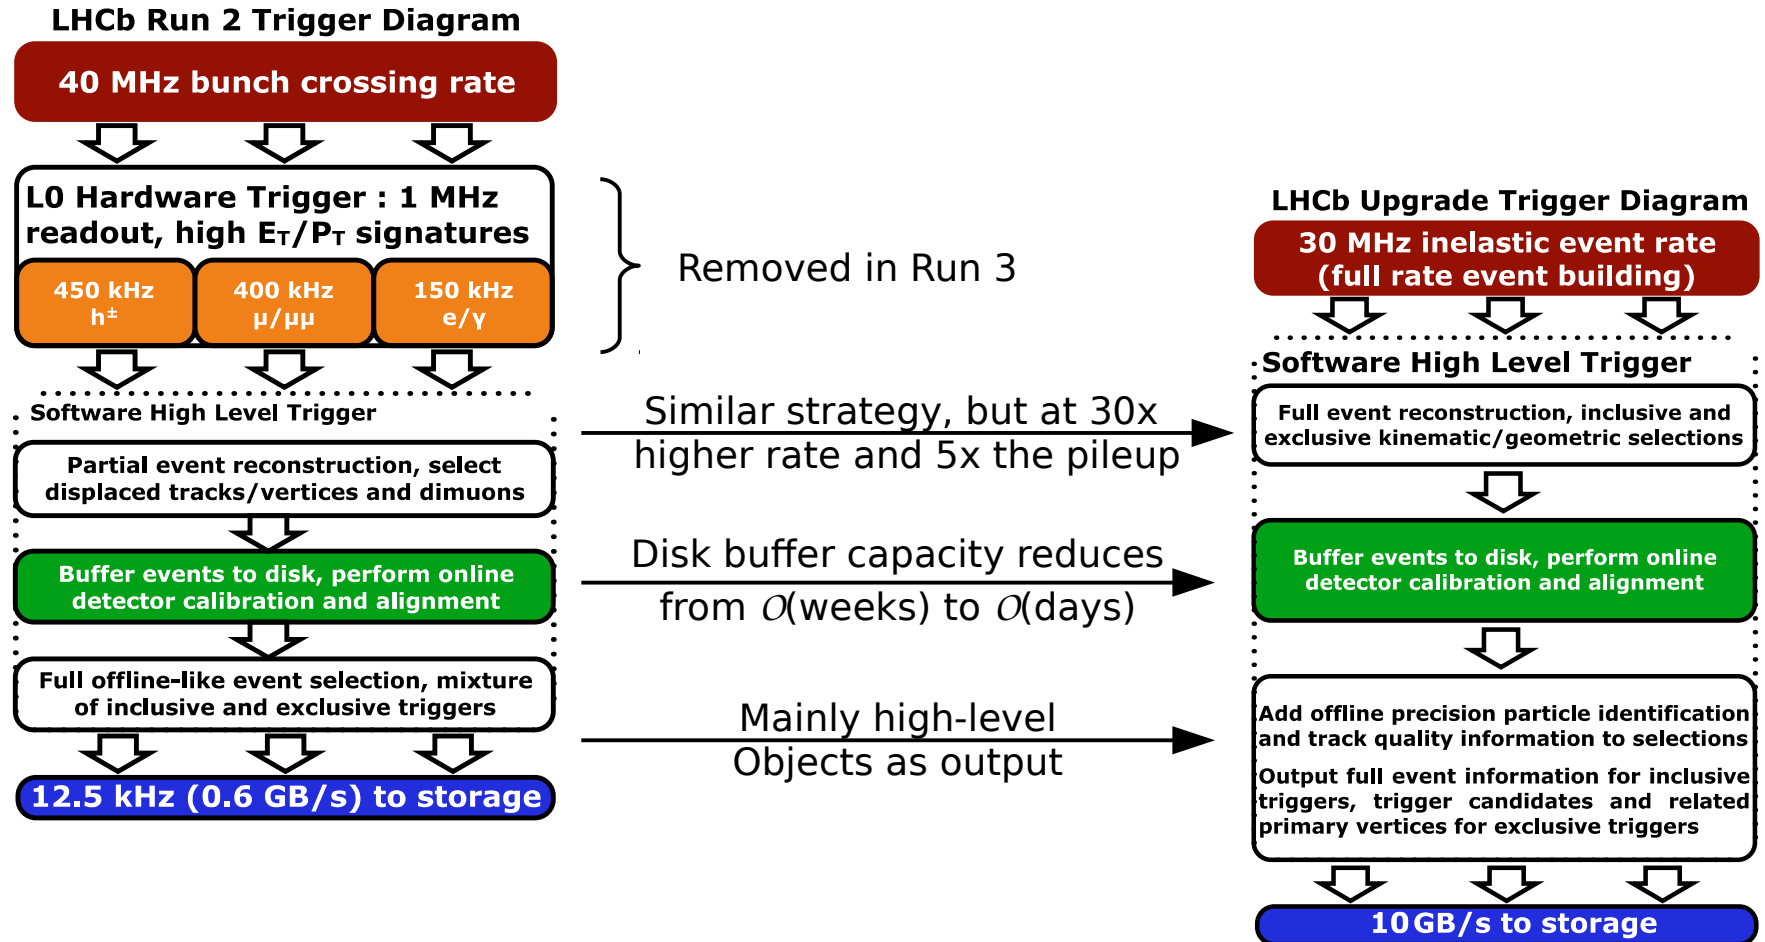 LHCb Run 2 Trigger Diagram
40 MHz bunch crossing rate
L0 Hardware Trigger : 1 MHz
readout, high E_T/P_T signatures
450 kHz
h±
400 kHz
μ/μμ
150 kHz
e/γ
Software High Level Trigger
Partial event reconstruction, select
displaced tracks/vertices and dimuons
Buffer events to disk, perform online
detector calibration and alignment
Full offline-like event selection, mixture
of inclusive and exclusive triggers
12.5 kHz (0.6 GB/s) to storage
Removed in Run 3
Similar strategy, but at 30x
higher rate and 5x the pileup
Disk buffer capacity reduces
from 𝒪(weeks) to 𝒪(days)
Mainly high-level
Objects as output
LHCb Upgrade Trigger Diagram
30 MHz inelastic event rate
(full rate event building)
Software High Level Trigger
Full event reconstruction, inclusive and
exclusive kinematic/geometric selections
Buffer events to disk, perform online
detector calibration and alignment
Add offline precision particle identification
and track quality information to selections
Output full event information for inclusive
triggers, trigger candidates and related
primary vertices for exclusive triggers
10 GB/s to storage